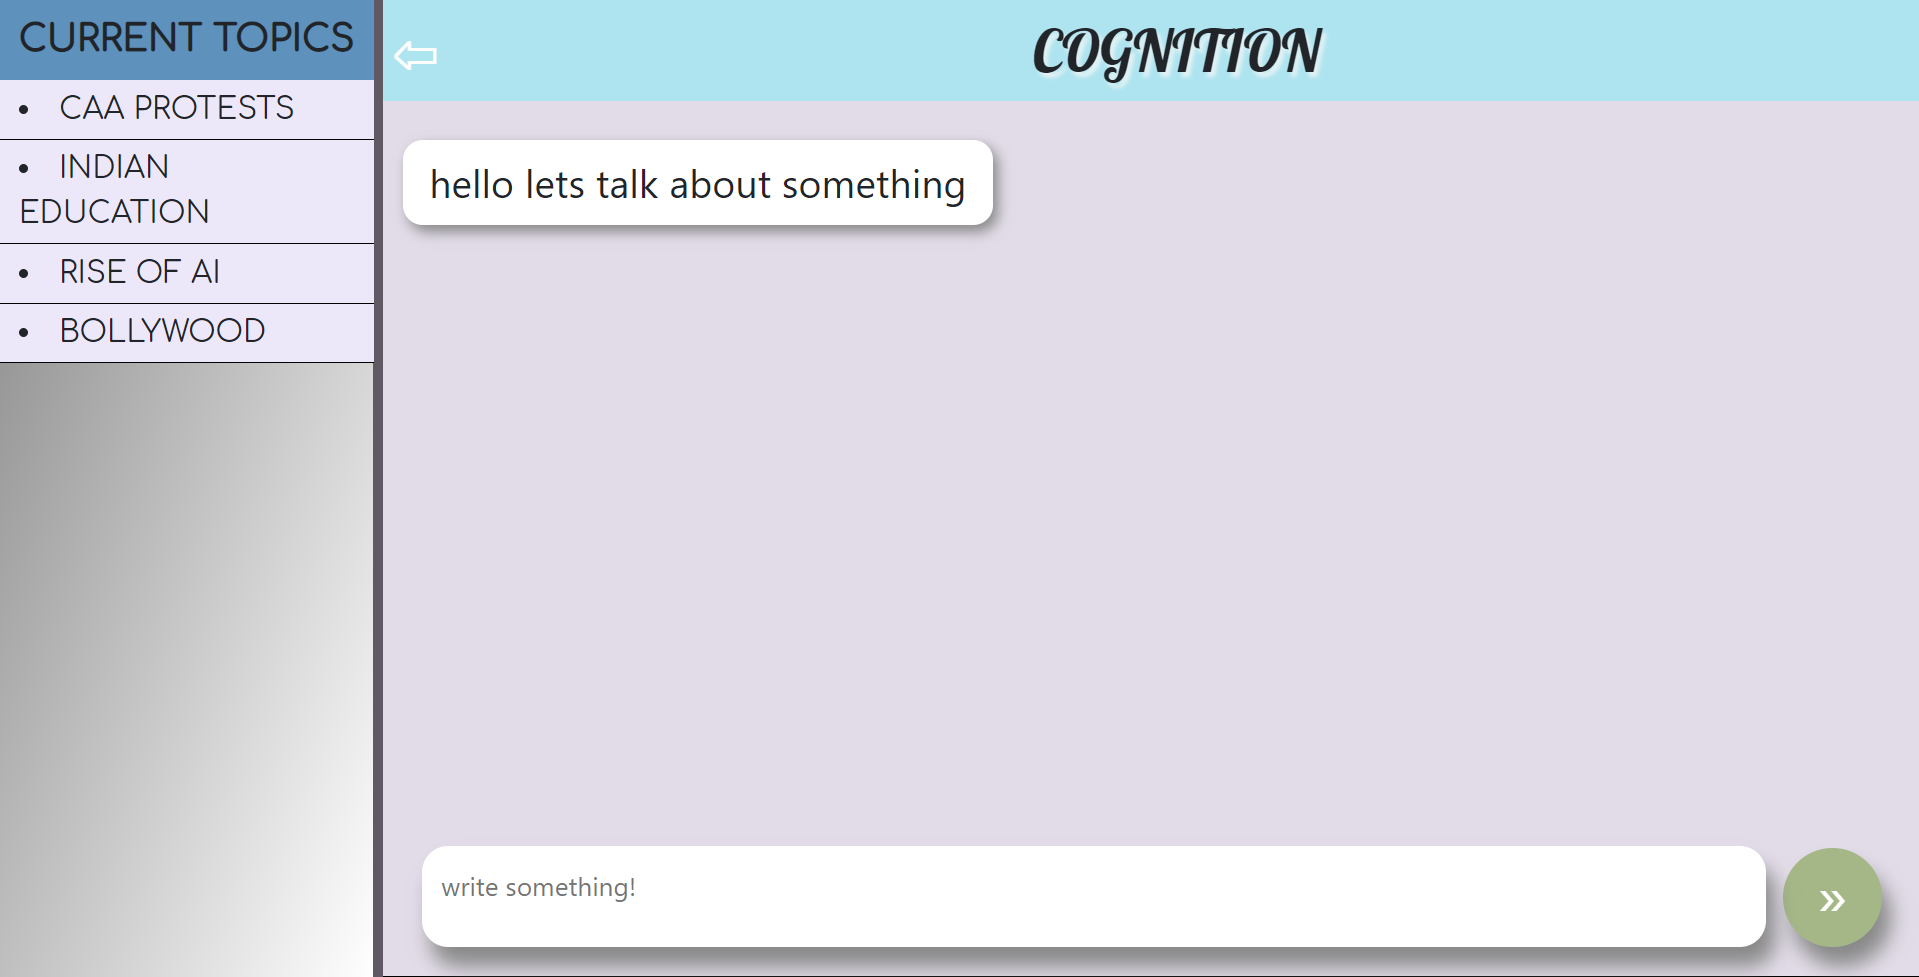 CURRENT TOPICS
• CAA PROTESTS
• INDIAN
EDUCATION
• RISE OF AI
• BOLLYWOOD
⇦
COGNITION
hello lets talk about something
write something!
»